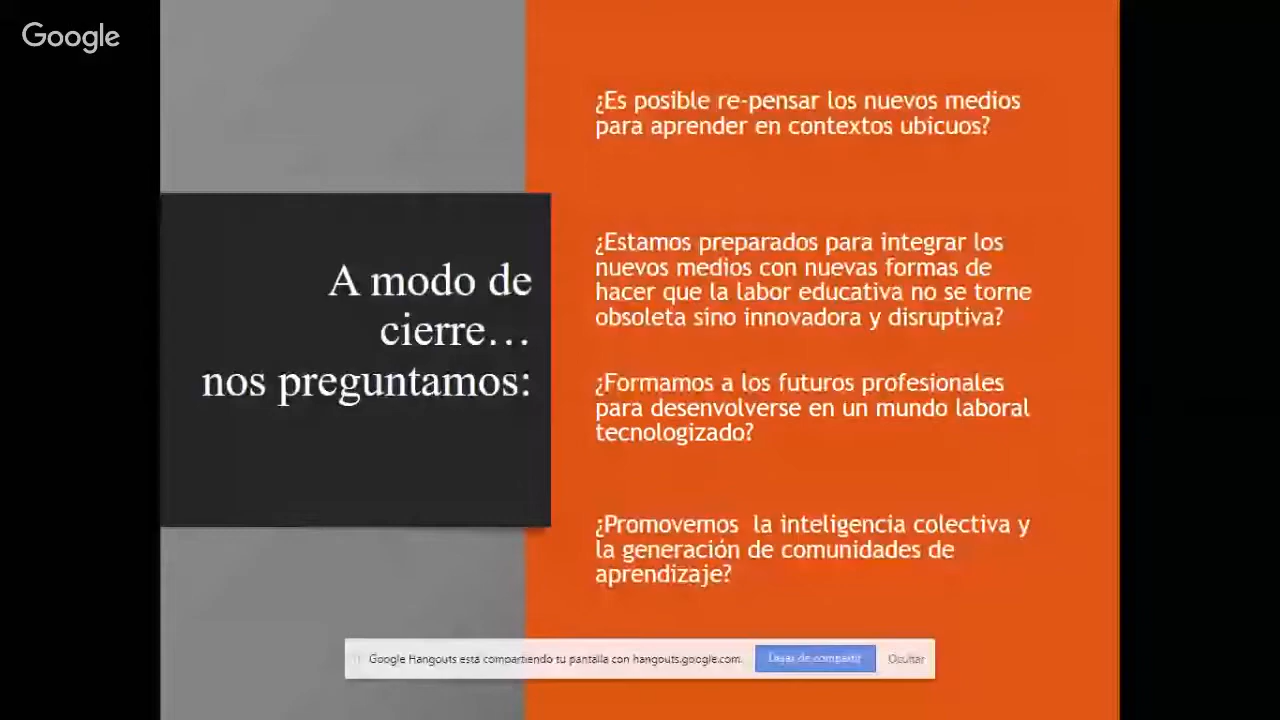 Google
A modo de
cierre...
nos preguntamos:
¿Es posible re-pensar los nuevos medios
para aprender en contextos ubicuos?
¿Estamos preparados para integrar los
nuevos medios con nuevas formas de
hacer que la labor educativa no se torne
obsoleta sino innovadora y disruptiva?
¿Formamos a los futuros profesionales
para desenvolverse en un mundo laboral
tecnologizado?
¿Promovemos la inteligencia colectiva y
la generación de comunidades de
aprendizaje?
Google Hangouts está compartiendo tu pantalla con hangouts.google.com.
Dejar de compartir
Ocultar